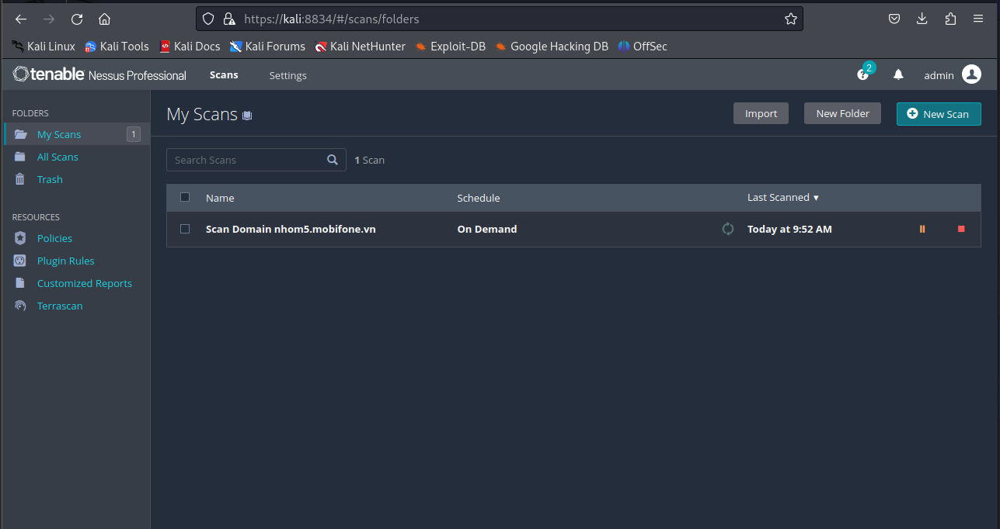 https://kali:8834/#/scans/folders
Kali Linux Kali Tools Kali Docs Kali Forums Kali NetHunter Exploit-DB Google Hacking DB OffSec
tenable Nessus Professional Scans Settings 2 admin
FOLDERS
My Scans 1
All Scans
Trash
RESOURCES
Policies
Plugin Rules
Customized Reports
Terrascan
My Scans Import New Folder New Scan
Search Scans 1 Scan
Name Schedule Last Scanned ▼
Scan Domain nhom5.mobifone.vn On Demand Today at 9:52 AM